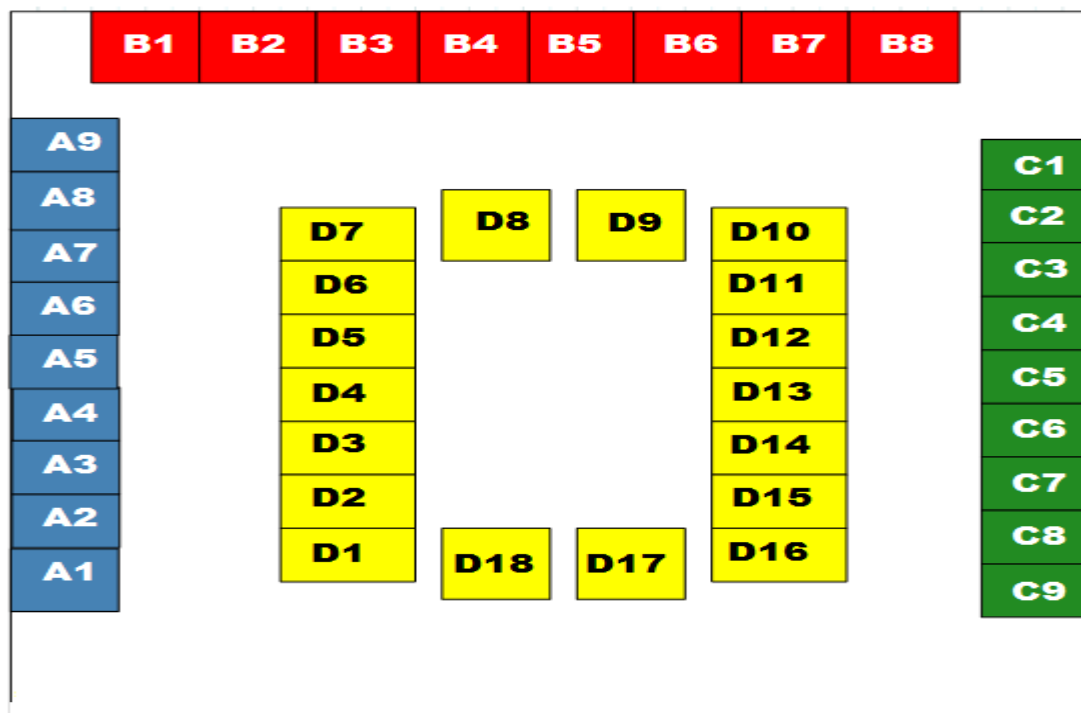 B1 B2 B3 B4 B5 B6 B7 B8
A9
A8
A7
A6
A5
A4
A3
A2
A1
D7
D6
D5
D4
D3
D2
D1
D8 D9
D18 D17
D10
D11
D12
D13
D14
D15
D16
C1
C2
C3
C4
C5
C6
C7
C8
C9